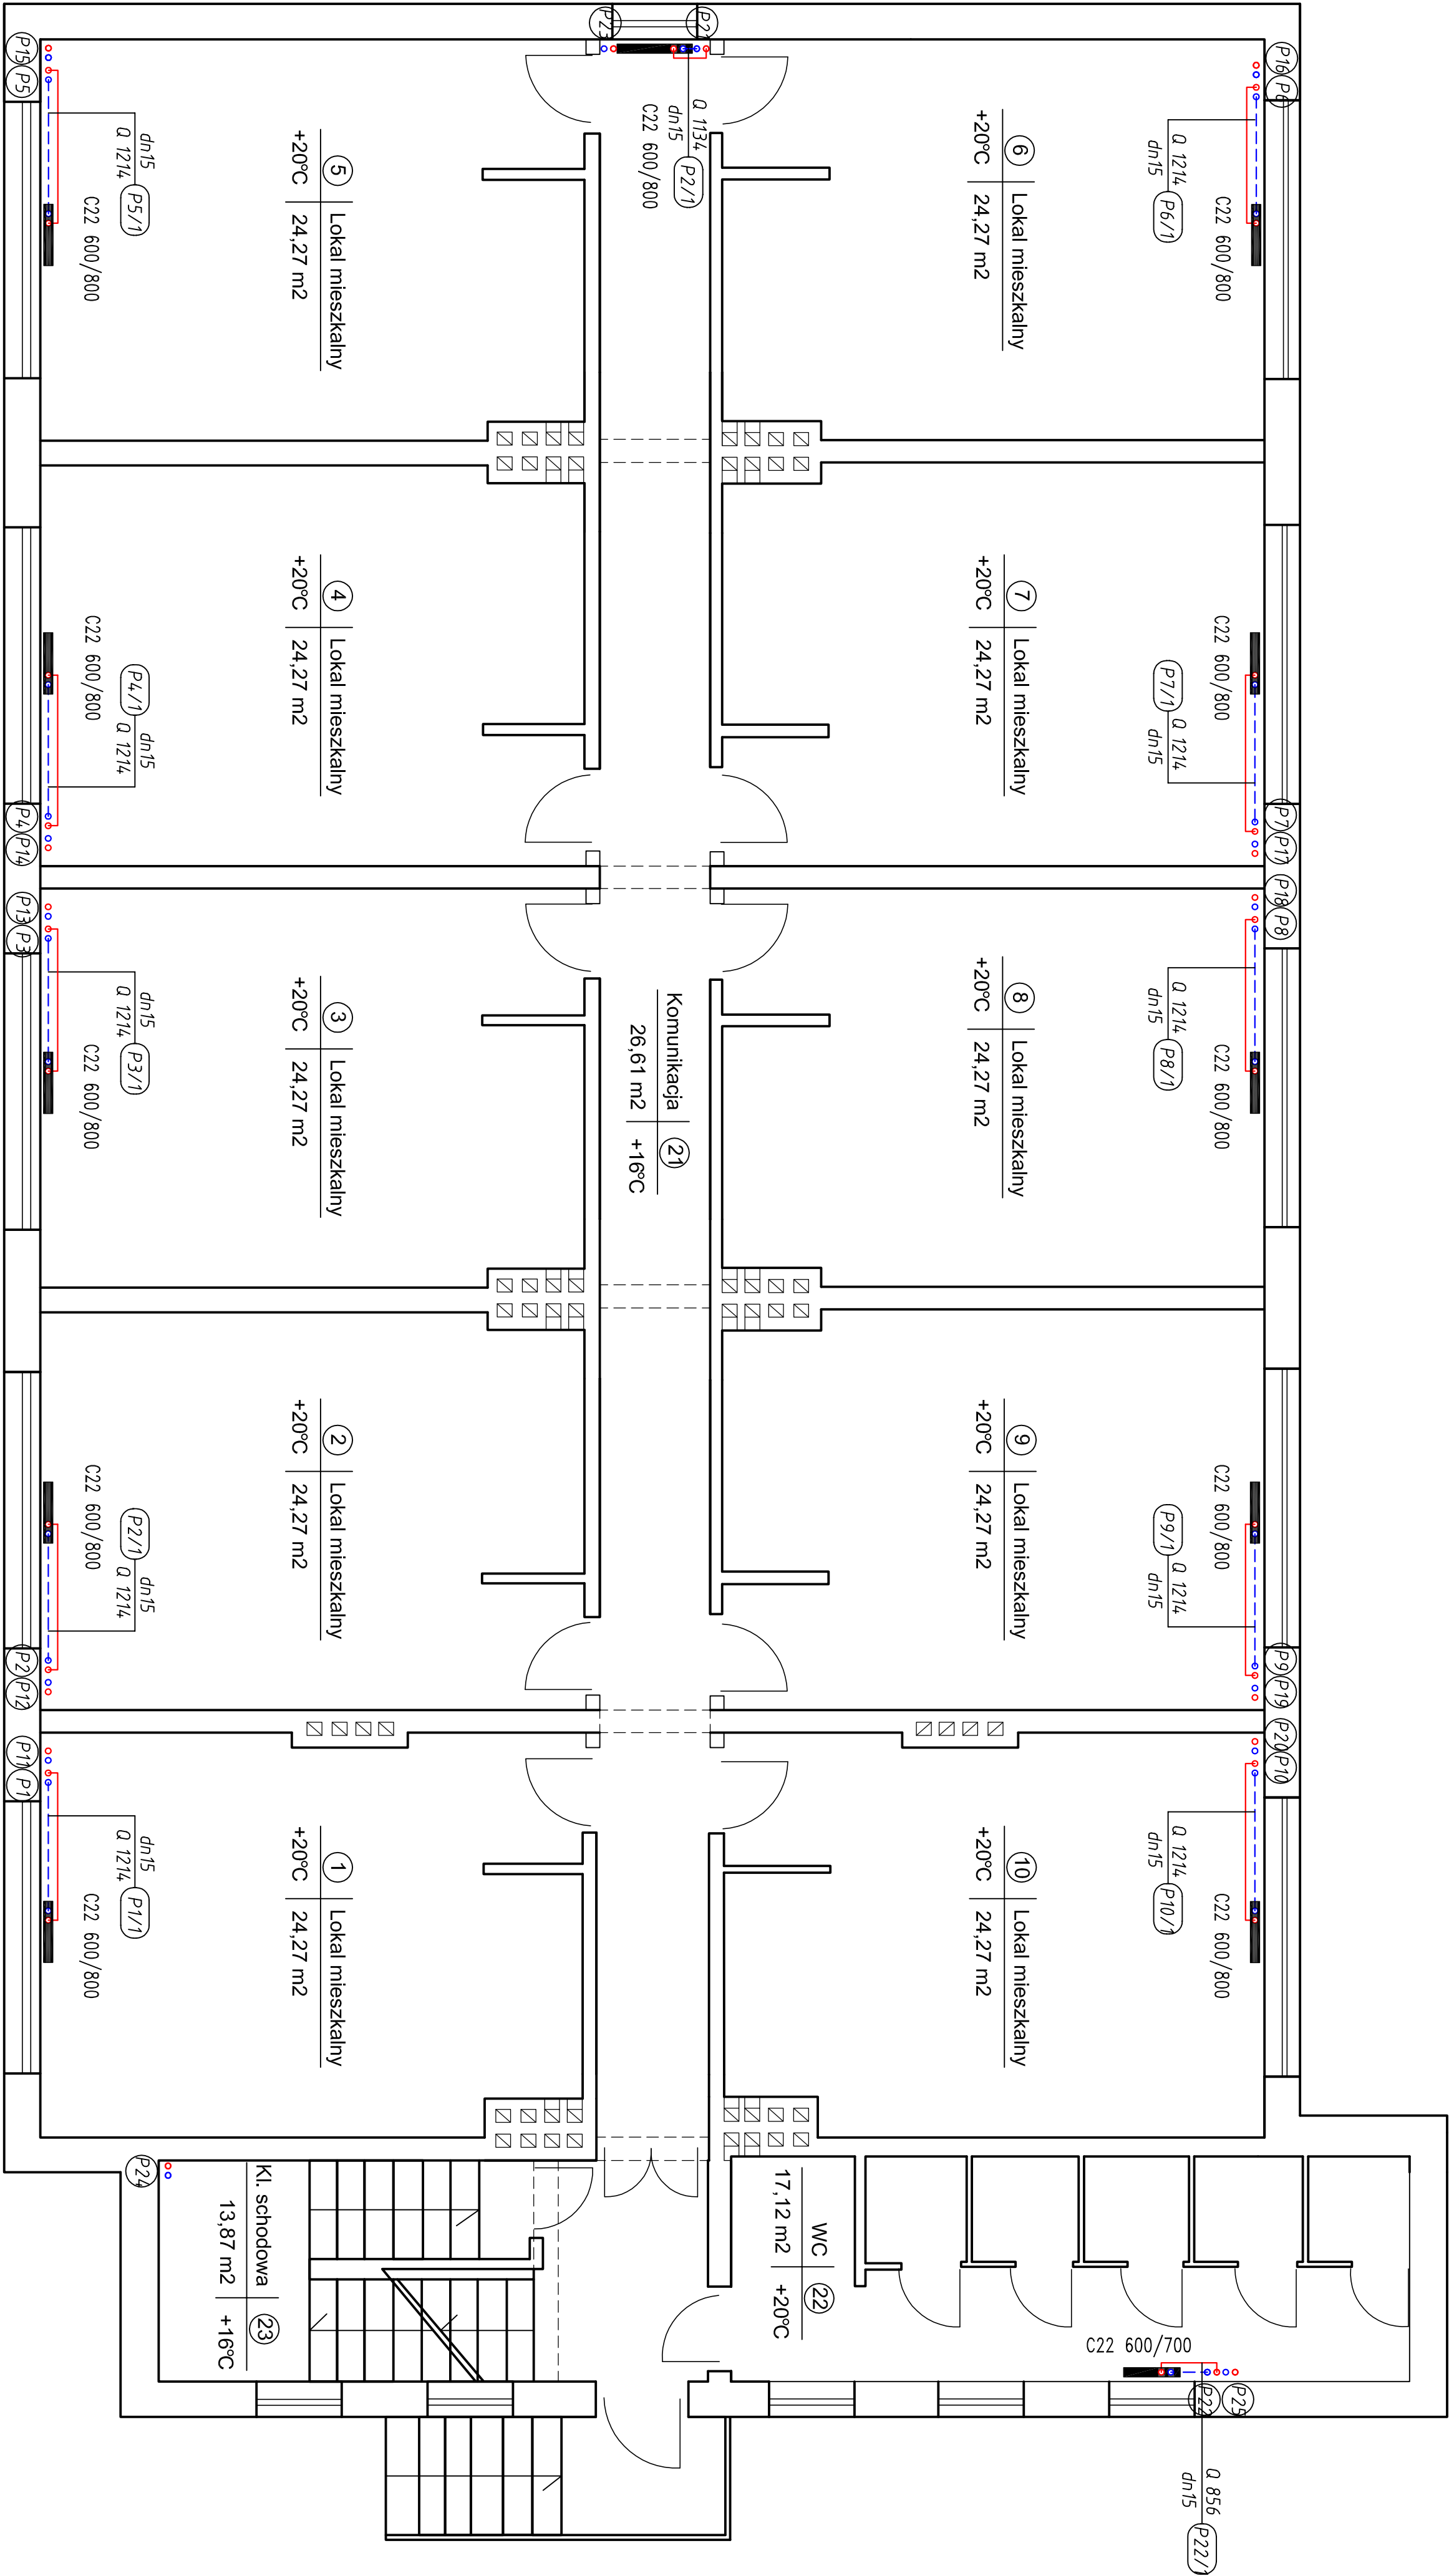 P16 P6
P7 P17
P18 P8
P9 P19
P20 P10
Q 1214
dn15
P6/1
C22 600/800
P7/1
Q 1214
dn15
C22 600/800
Q 1214
dn15
P8/1
C22 600/800
P9/1
Q 1214
dn15
C22 600/800
Q 1214
dn15
P10/1
C22 600/800
6 Lokal mieszkalny
+20°C 24,27 m2
7 Lokal mieszkalny
+20°C 24,27 m2
8 Lokal mieszkalny
+20°C 24,27 m2
9 Lokal mieszkalny
+20°C 24,27 m2
10 Lokal mieszkalny
+20°C 24,27 m2
WC 22
17,12 m2 +20°C
C22 600/700
P22 P25
Q 856
dn15
P22/1
P21
P23
Q 1134
dn15
P2/1
C22 600/800
Komunikacja 21
26,61 m2 +16°C
5 Lokal mieszkalny
+20°C 24,27 m2
4 Lokal mieszkalny
+20°C 24,27 m2
3 Lokal mieszkalny
+20°C 24,27 m2
2 Lokal mieszkalny
+20°C 24,27 m2
1 Lokal mieszkalny
+20°C 24,27 m2
Kl. schodowa 23
13,87 m2 +16°C
P24
dn15
Q 1214
P5/1
C22 600/800
P4/1
dn15
Q 1214
C22 600/800
dn15
Q 1214
P3/1
C22 600/800
P2/1
dn15
Q 1214
C22 600/800
dn15
Q 1214
P1/1
C22 600/800
P15 P5
P4 P14
P13 P3
P2 P12
P11 P1